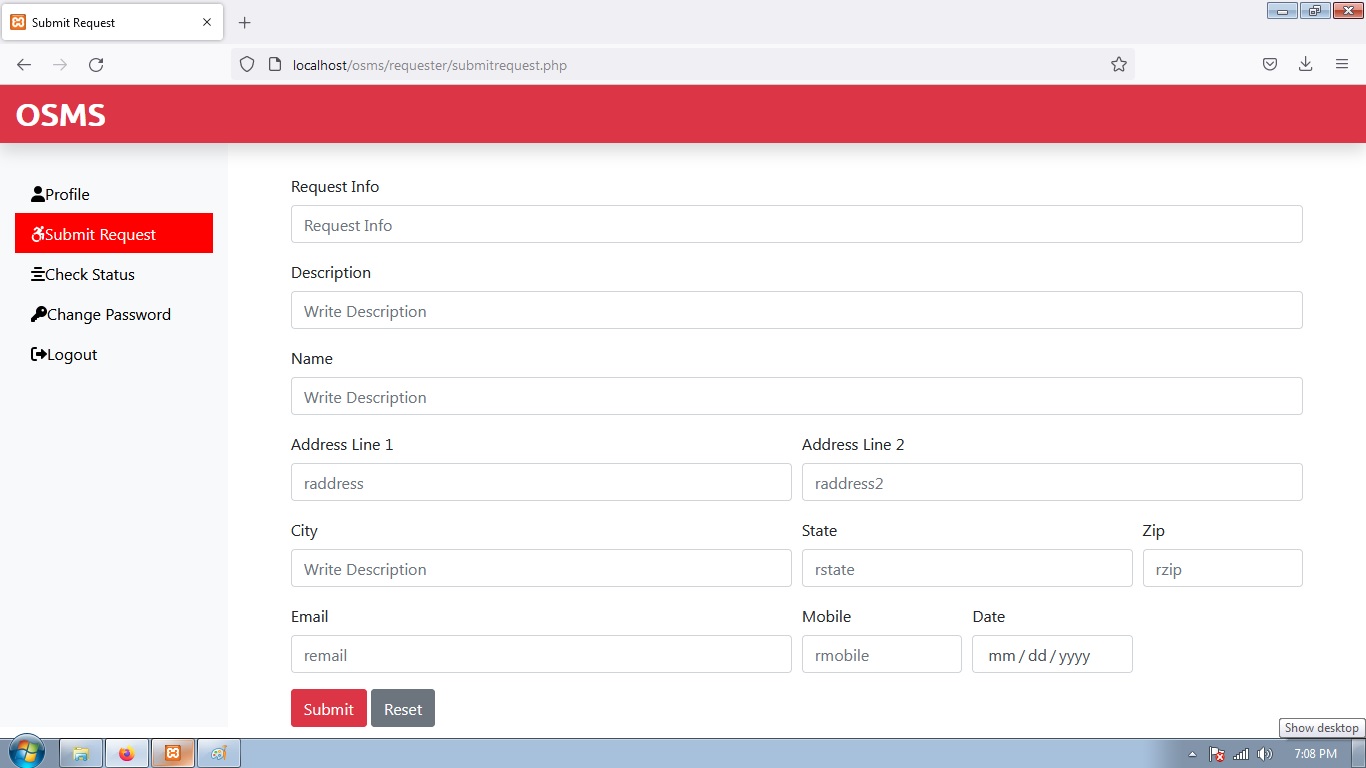 Submit Request
localhost/osms/requester/submitrequest.php
OSMS
Profile
Submit Request
Check Status
Change Password
Logout
Request Info
Request Info
Description
Write Description
Name
Write Description
Address Line 1
Address Line 2
raddress
raddress2
City
State
Zip
Write Description
rstate
rzip
Email
Mobile
Date
remail
rmobile
mm / dd / yyyy
Submit
Reset
Show desktop
7:08 PM